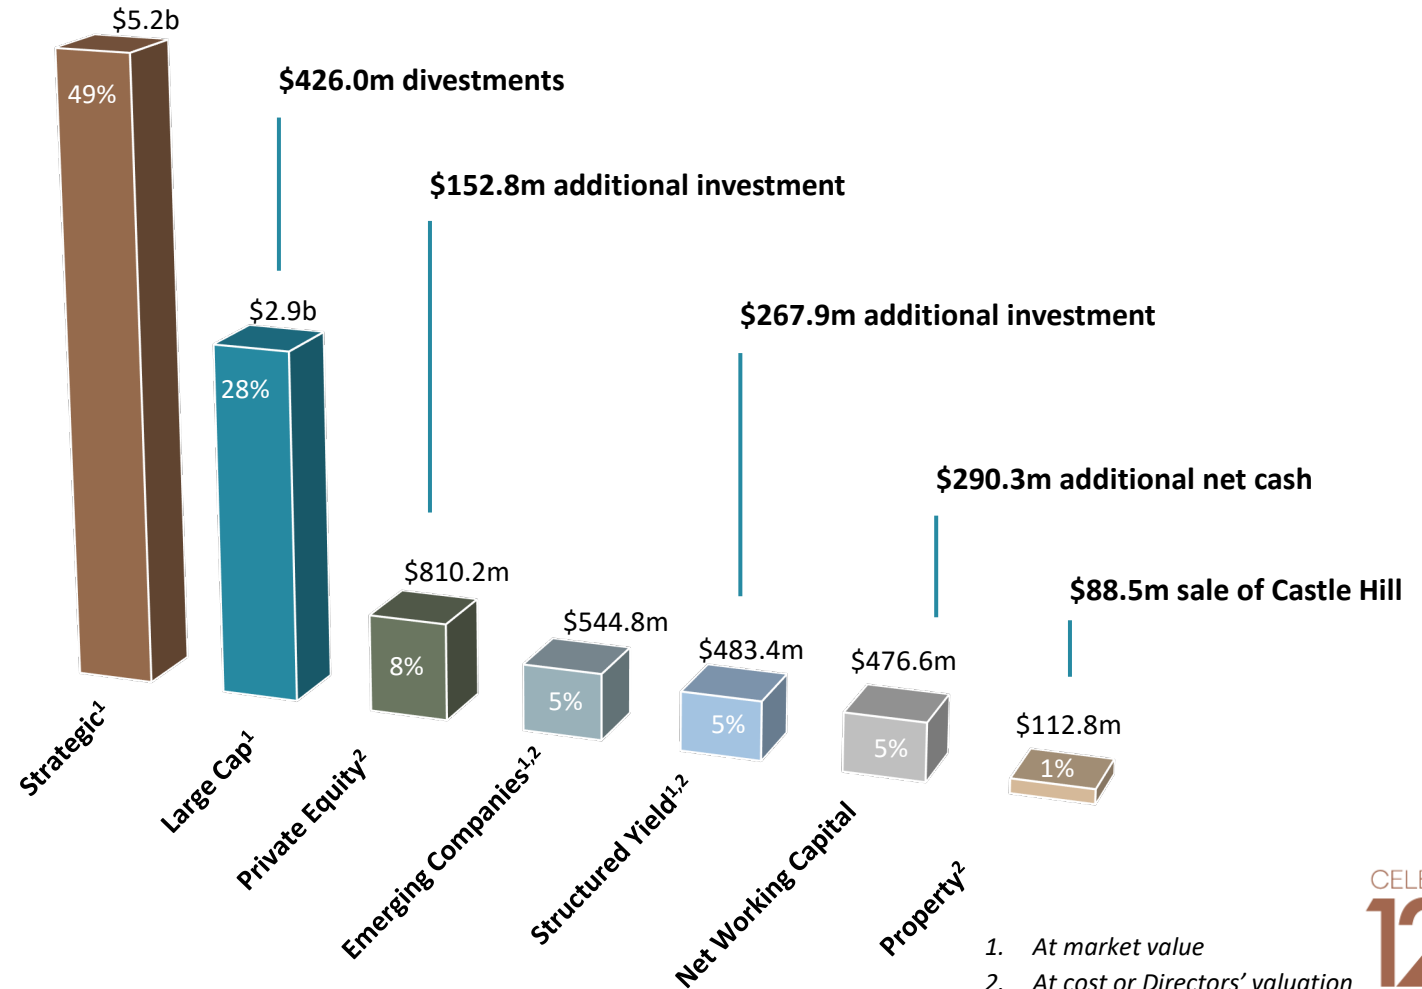 $5.2b
49%
$426.0m divestments
$152.8m additional investment
$2.9b
28%
$267.9m additional investment
$290.3m additional net cash
$810.2m
8%
$544.8m
5%
$483.4m
5%
$476.6m
5%
$88.5m sale of Castle Hill
$112.8m
1%
Strategic¹
Large Cap¹
Private Equity²
Emerging Companies¹,²
Structured Yield¹,²
Net Working Capital
Property²
1. At market value
2. At cost or Directors' valuation
CELE
12